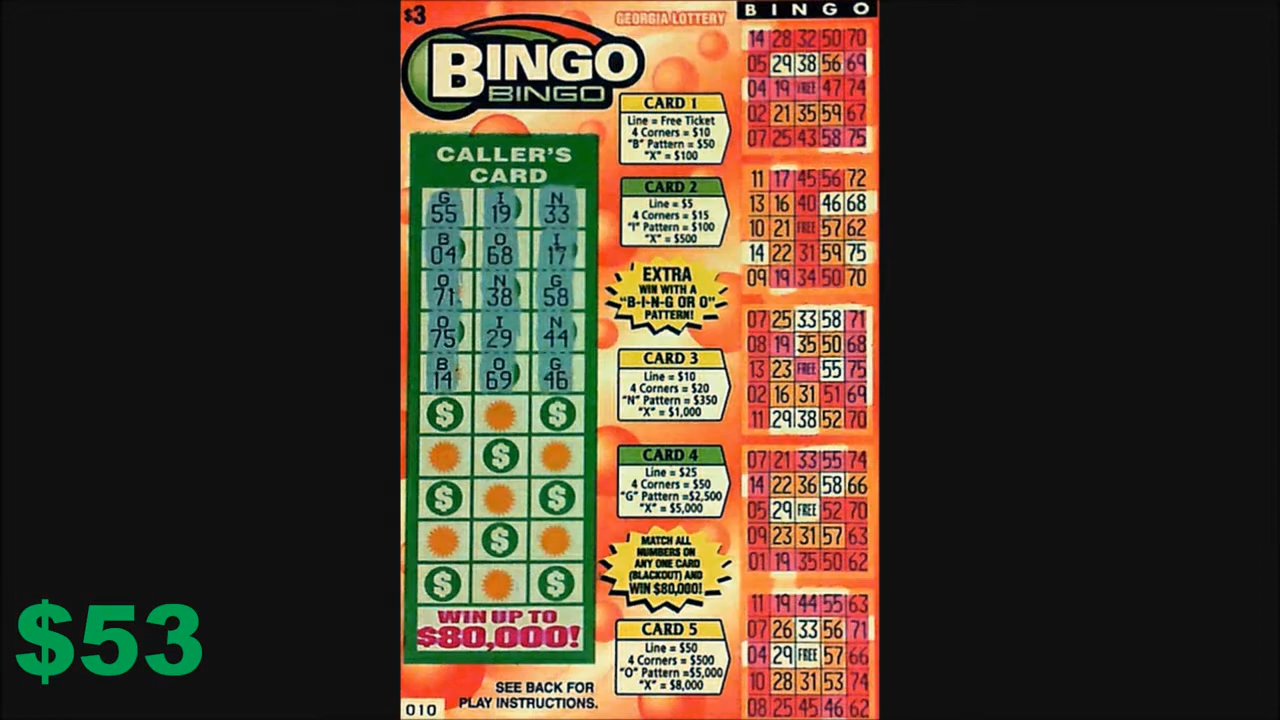 $3
GEORGIA LOTTERY
BINGO
BINGO
CALLER'S
CARD
G I N
55 19 33
B O I
04 68 17
O N G
71 38 58
O I N
75 29 44
B O G
14 69 46
$ $
$
$ $
$
$ $
WIN UP TO
$80,000!
SEE BACK FOR
PLAY INSTRUCTIONS.
010
CARD 1
Line = Free Ticket
4 Corners = $10
"B" Pattern = $50
"X" = $100
CARD 2
Line = $5
4 Corners = $15
"I" Pattern = $100
"X" = $500
EXTRA
WIN WITH A
"B-I-N-G OR O"
PATTERN!
CARD 3
Line = $10
4 Corners = $20
"N" Pattern = $350
"X" = $1,000
CARD 4
Line = $25
4 Corners = $50
"G" Pattern =$2,500
"X" = $5,000
MATCH ALL
NUMBERS ON
ANY ONE CARD
(BLACKOUT) AND
WIN $80,000!
CARD 5
Line = $50
4 Corners = $500
"O" Pattern =$5,000
"X" = $8,000
B I N G O
14 28 32 50 70
05 29 38 56 69
04 19 FREE 47 74
02 21 35 59 67
07 25 43 58 75
11 17 45 56 72
13 16 40 46 68
10 21 FREE 57 62
14 22 31 59 75
09 19 34 50 70
07 25 33 58 71
08 19 35 50 68
13 23 FREE 55 75
02 16 31 51 69
11 29 38 52 70
07 21 33 55 74
14 22 36 58 66
05 29 FREE 52 70
09 23 31 57 63
01 19 35 50 62
11 19 44 55 63
07 26 33 56 71
04 29 FREE 57 66
10 28 31 53 74
08 25 45 46 62
$53